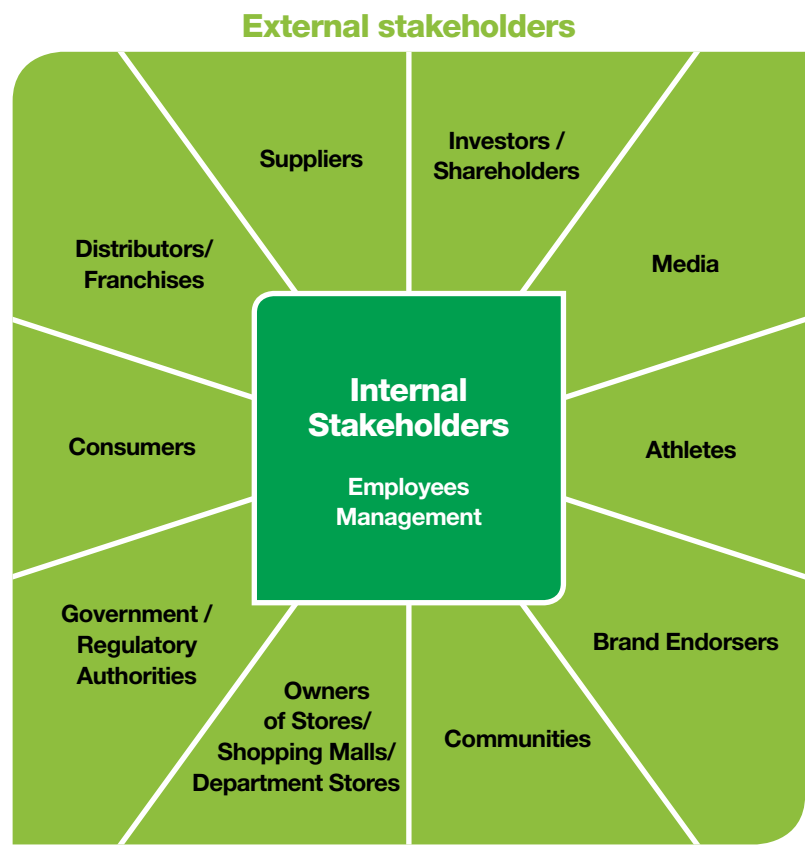 External stakeholders
Suppliers
Investors /
Shareholders
Distributors/
Franchises
Media
Internal
Stakeholders
Employees
Management
Consumers
Athletes
Government /
Regulatory
Authorities
Brand Endorsers
Owners
of Stores/
Shopping Malls/
Department Stores
Communities